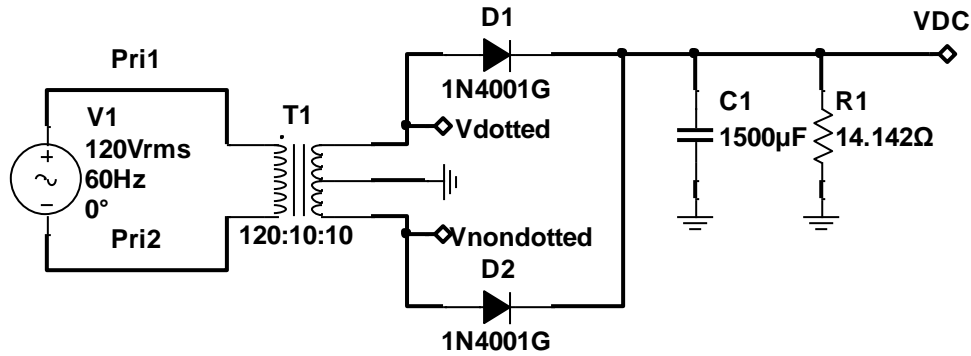 D1
VDC
Pri1
1N4001G
V1
T1
C1
R1
120Vrms
Vdotted
1500µF
14.142Ω
60Hz
0°
Pri2
120:10:10
Vnondotted
D2
1N4001G